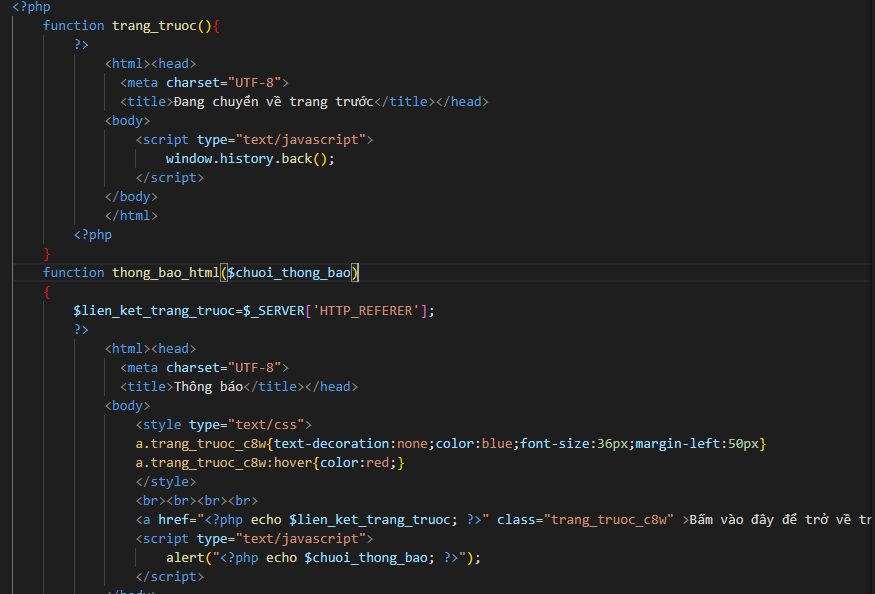 <?php
function trang_truoc(){
?>
<html><head>
<meta charset="UTF-8">
<title>Đang chuyển về trang trước</title></head>
<body>
<script type="text/javascript">
window.history.back();
</script>
</body>
</html>
<?php
}
function thong_bao_html($chuoi_thong_bao)
{
$lien_ket_trang_truoc=$_SERVER['HTTP_REFERER'];
?>
<html><head>
<meta charset="UTF-8">
<title>Thông báo</title></head>
<body>
<style type="text/css">
a.trang_truoc_c8w{text-decoration:none;color:blue;font-size:36px;margin-left:50px}
a.trang_truoc_c8w:hover{color:red;}
</style>
<br><br><br><br>
<a href="<?php echo $lien_ket_trang_truoc; ?>" class="trang_truoc_c8w" >Bấm vào đây để trở về
<script type="text/javascript">
alert("<?php echo $chuoi_thong_bao; ?>");
</script>